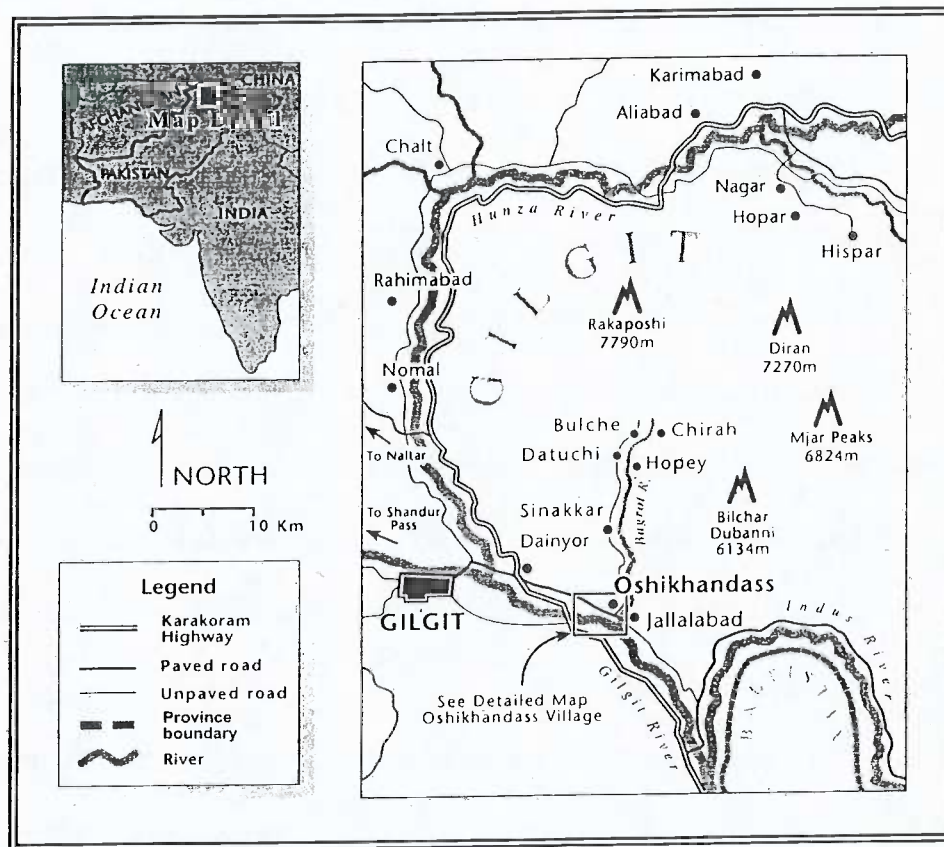 CHINA
Map
PAKISTAN
INDIA
Indian
Ocean
NORTH
0 10 Km
Legend
Karakoram
Highway
Paved road
Unpaved road
Province
boundary
River
Karimabad
Aliabad
Chalt
Nagar
Hopar
Hispar
Hunza River
GILGIT
Rahimabad
Rakaposhi
7790m
Diran
7270m
Nomal
Mjar Peaks
6824m
Bulche
Chirah
Datuchi
Hopey
To Naltar
Bagrot R.
Sinakkar
Bilchar
Dubanni
6134m
To Shandur
Pass
Dainyor
Oshikhandass
GILGIT
Jallalabad
Indus River
See Detailed Map
Oshikhandass Village
Gilgit River
BALTISTAN